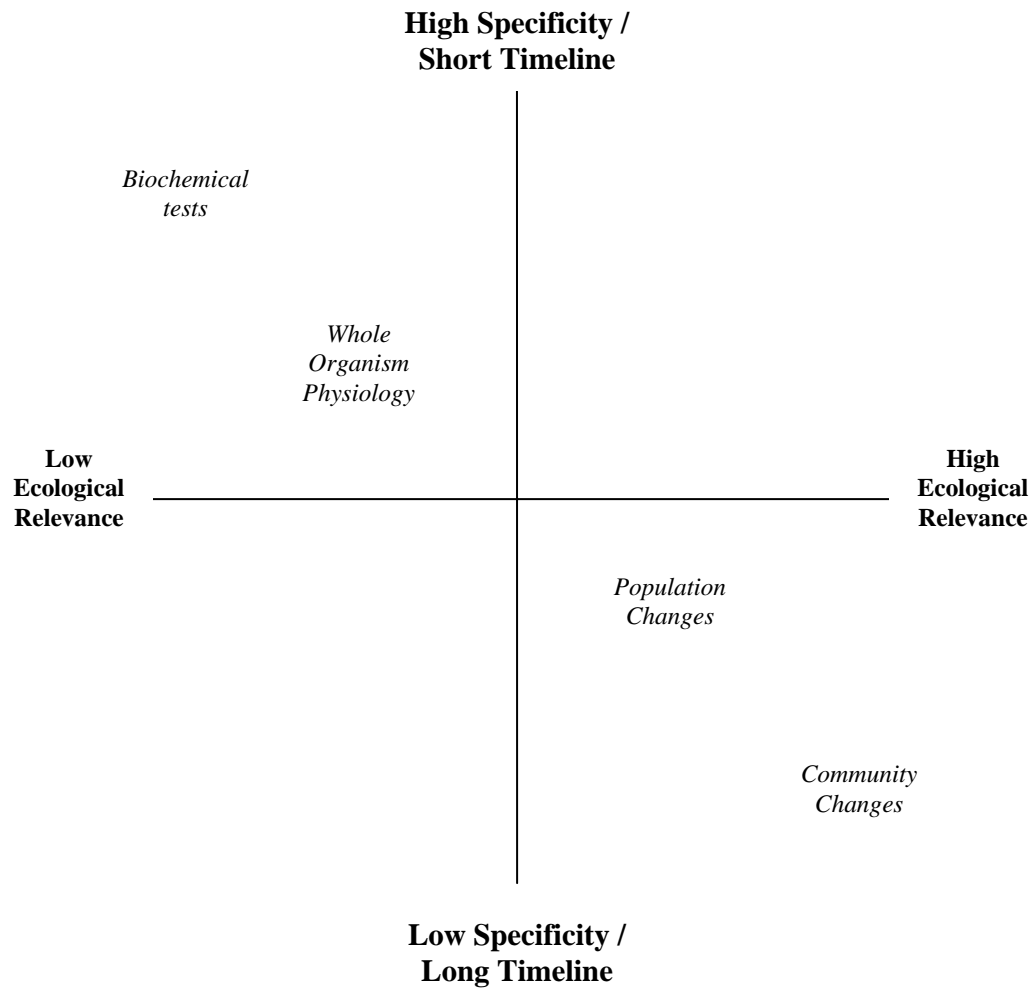 High Specificity /
Short Timeline
Biochemical
tests
Whole
Organism
Physiology
Low
Ecological
Relevance
High
Ecological
Relevance
Population
Changes
Community
Changes
Low Specificity /
Long Timeline